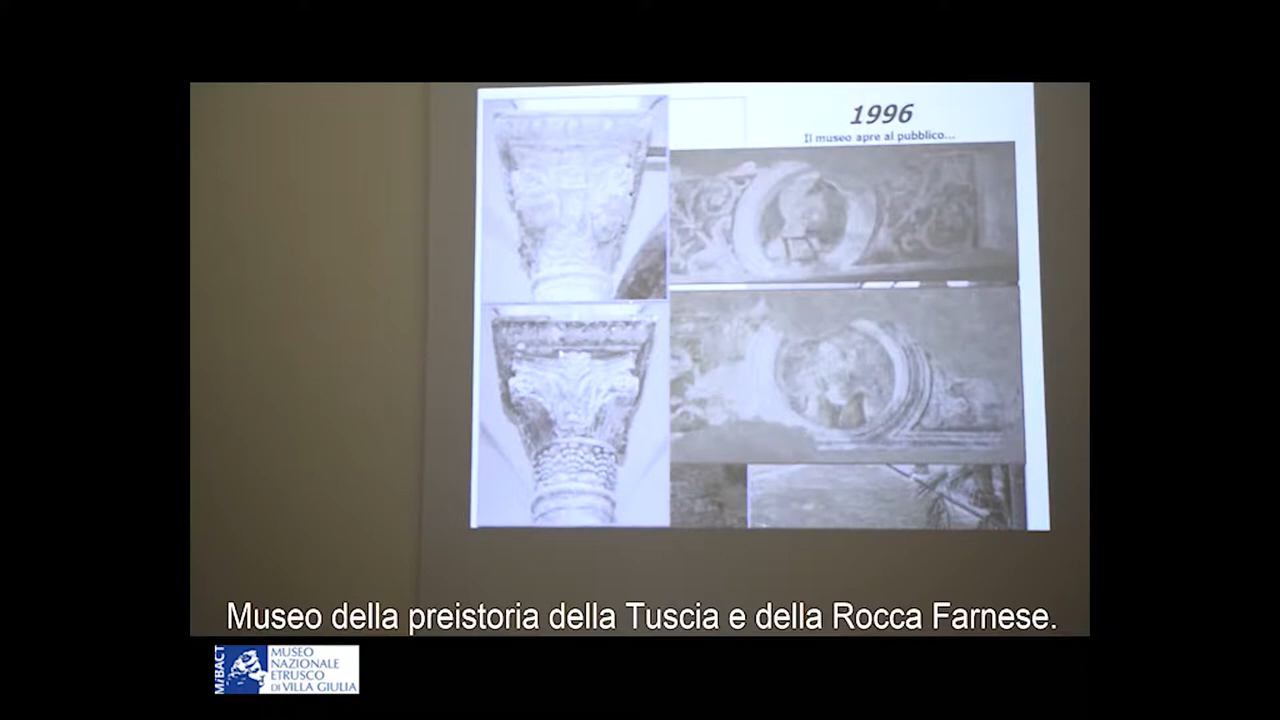 1996
Il museo apre al pubblico...
Museo della preistoria della Tuscia e della Rocca Farnese.
MiBACT
MUSEO
NAZIONALE
ETRUSCO
DI VILLA GIULIA